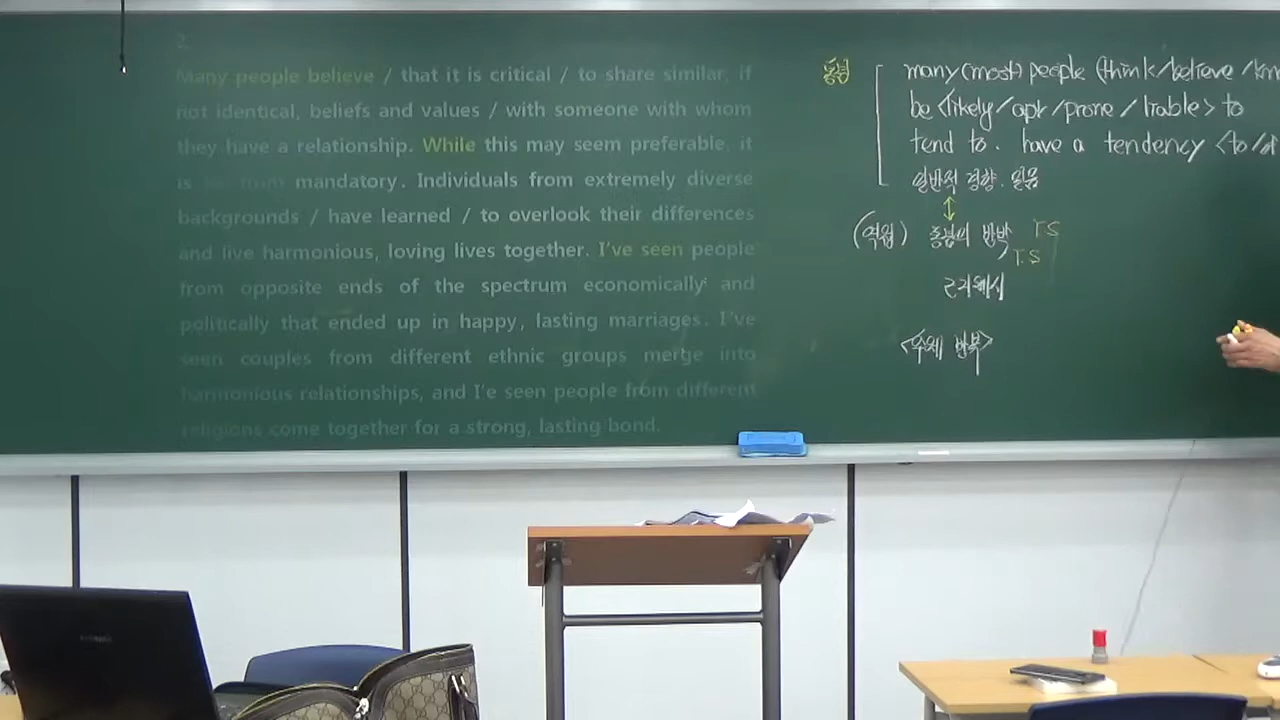 2
Many people believe / that it is critical / to share similar, if
not identical, beliefs and values / with someone with whom
they have a relationship. While this may seem preferable, it
is mandatory. Individuals from extremely diverse
backgrounds / have learned / to overlook their differences
and live harmonious, loving lives together. I've seen people
from opposite ends of the spectrum economically and
politically that ended up in happy, lasting marriages. I've
seen couples from different ethnic groups merge into
harmonious relationships, and I'e seen people from different
religions come together for a strong, lasting bond.
통념
many (most) people (think / believe /
be <likely / apt / prone / liable> to
tend to. have a tendency <to /
일반적 경향. 믿음
(역접) 통념의 반박 T.S
T.S
근거제시
<주제 반복>